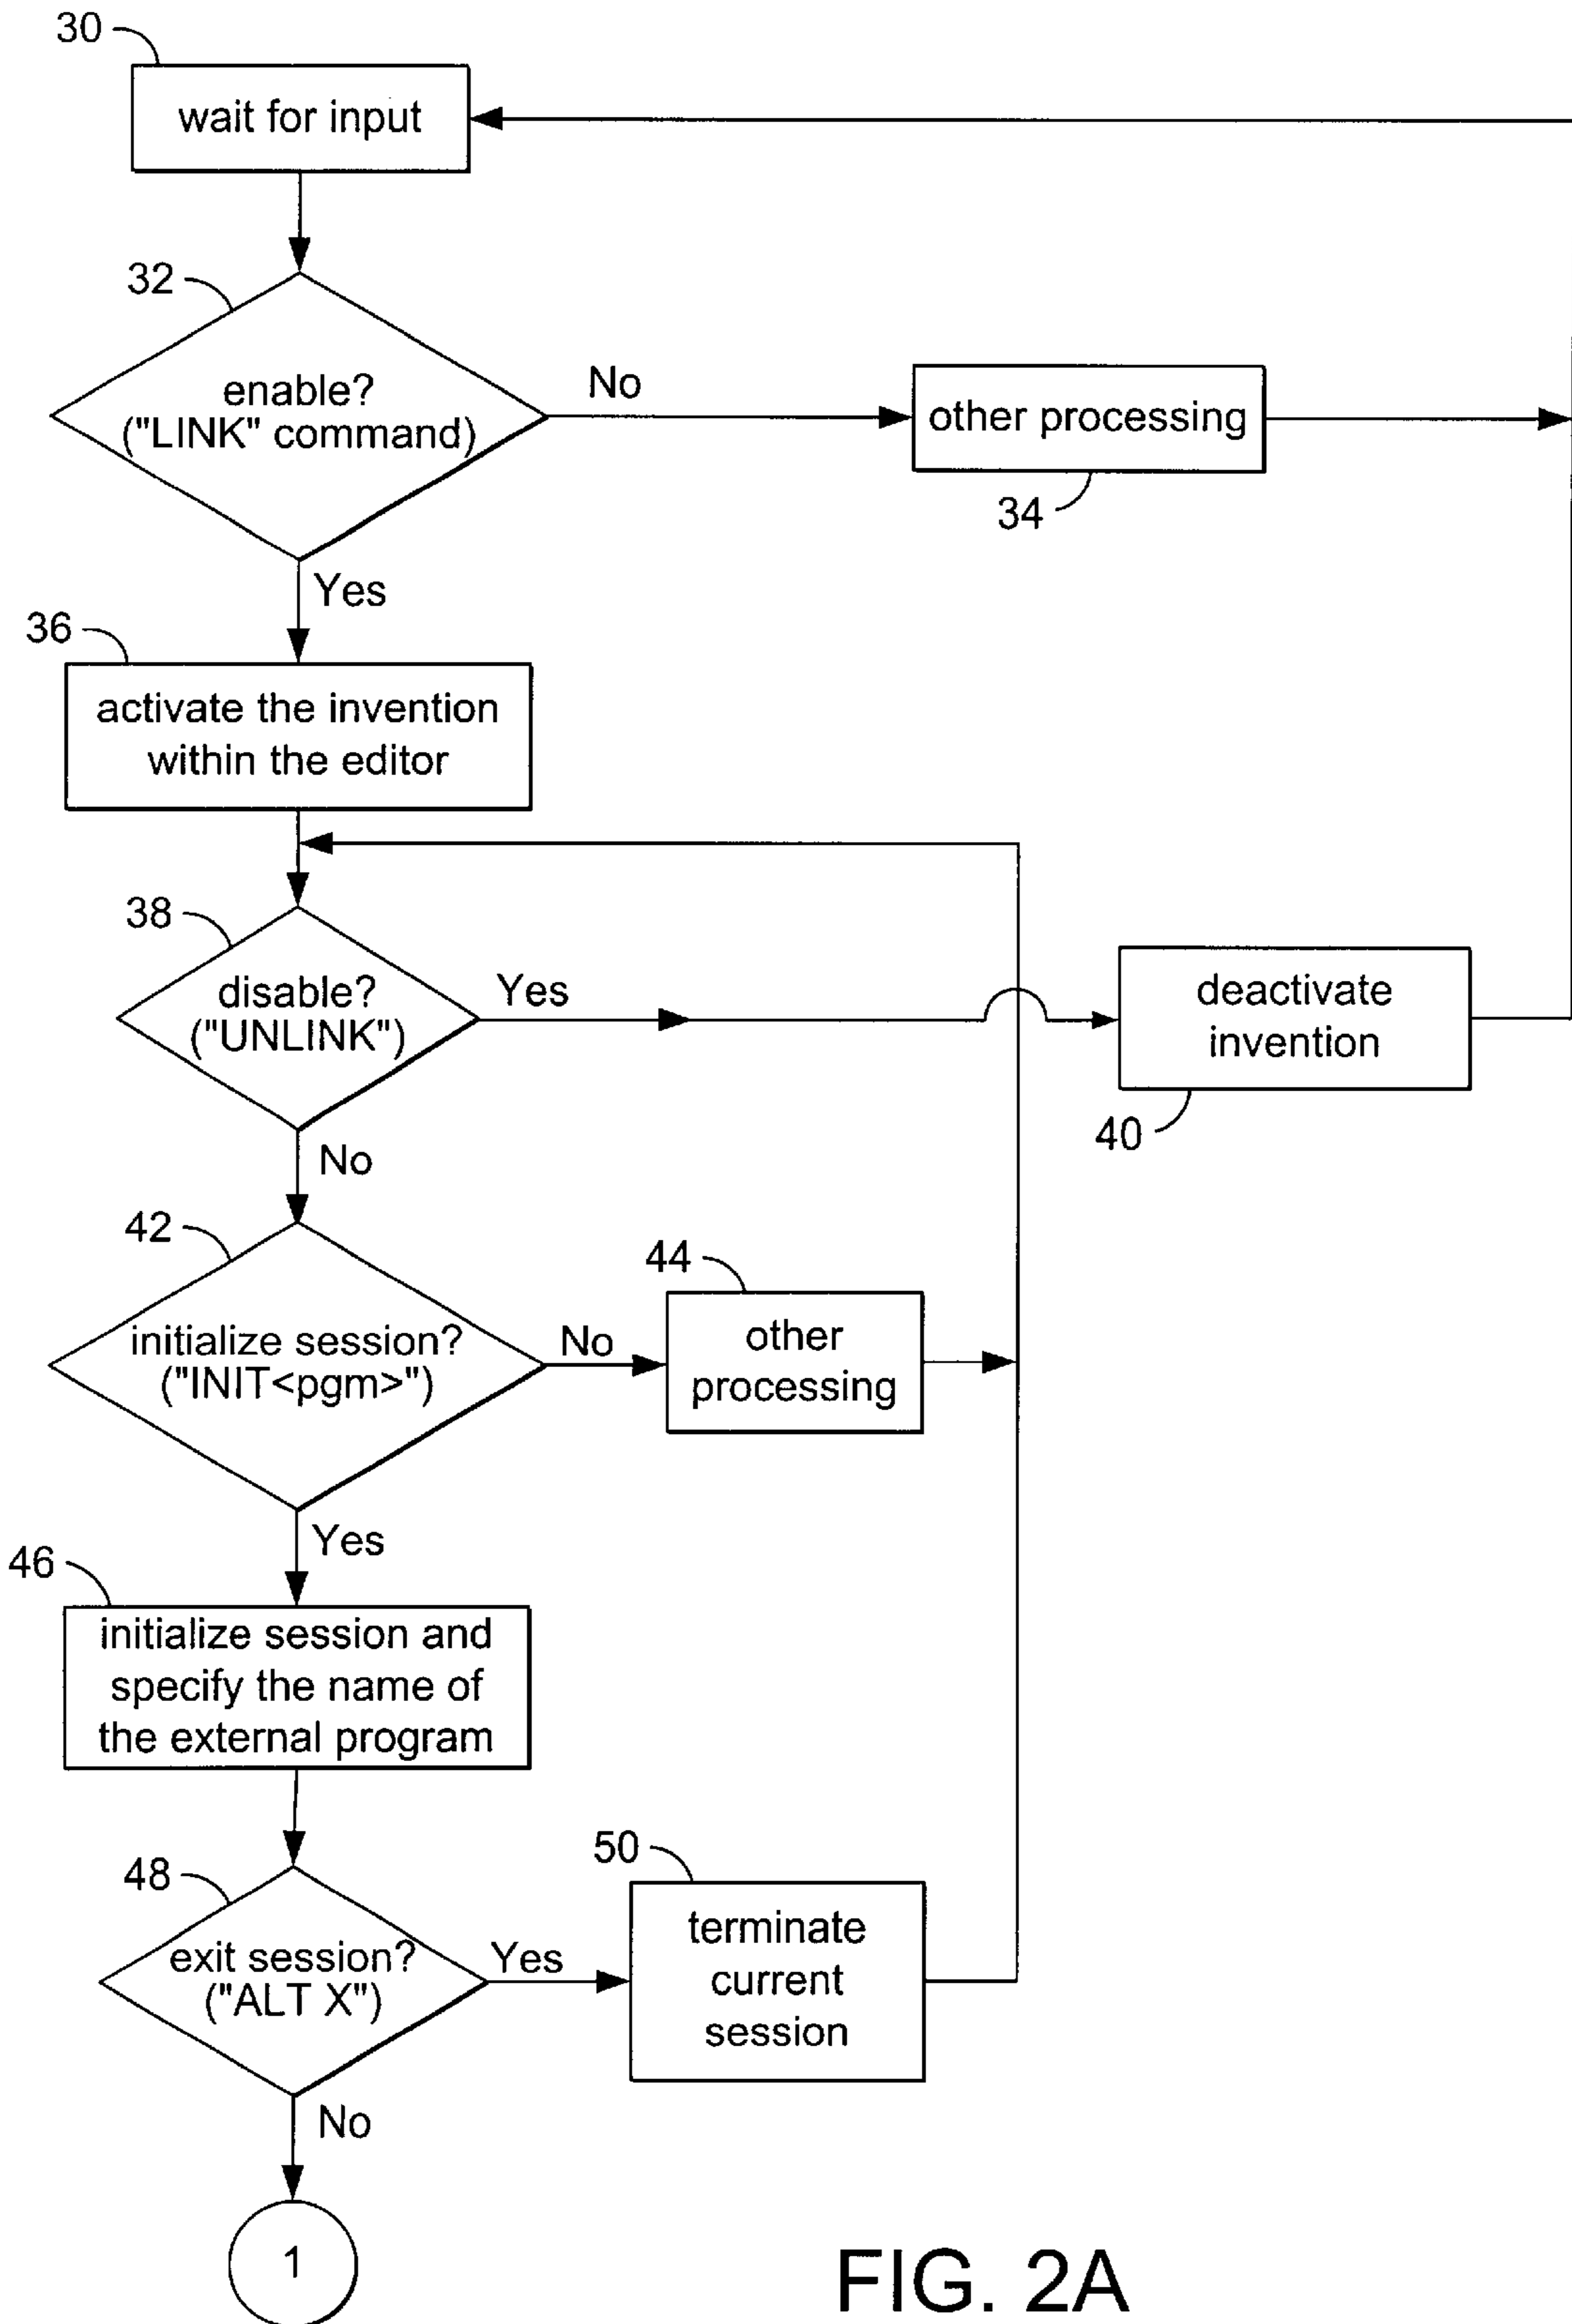 30
wait for input
32
enable?
("LINK" command)
No
other processing
34
Yes
36
activate the invention
within the editor
38
disable?
("UNLINK")
Yes
deactivate
invention
40
No
42
initialize session?
("INIT<pgm>")
No
44
other
processing
Yes
46
initialize session and
specify the name of
the external program
48
exit session?
("ALT X")
Yes
50
terminate
current
session
No
1
FIG. 2A